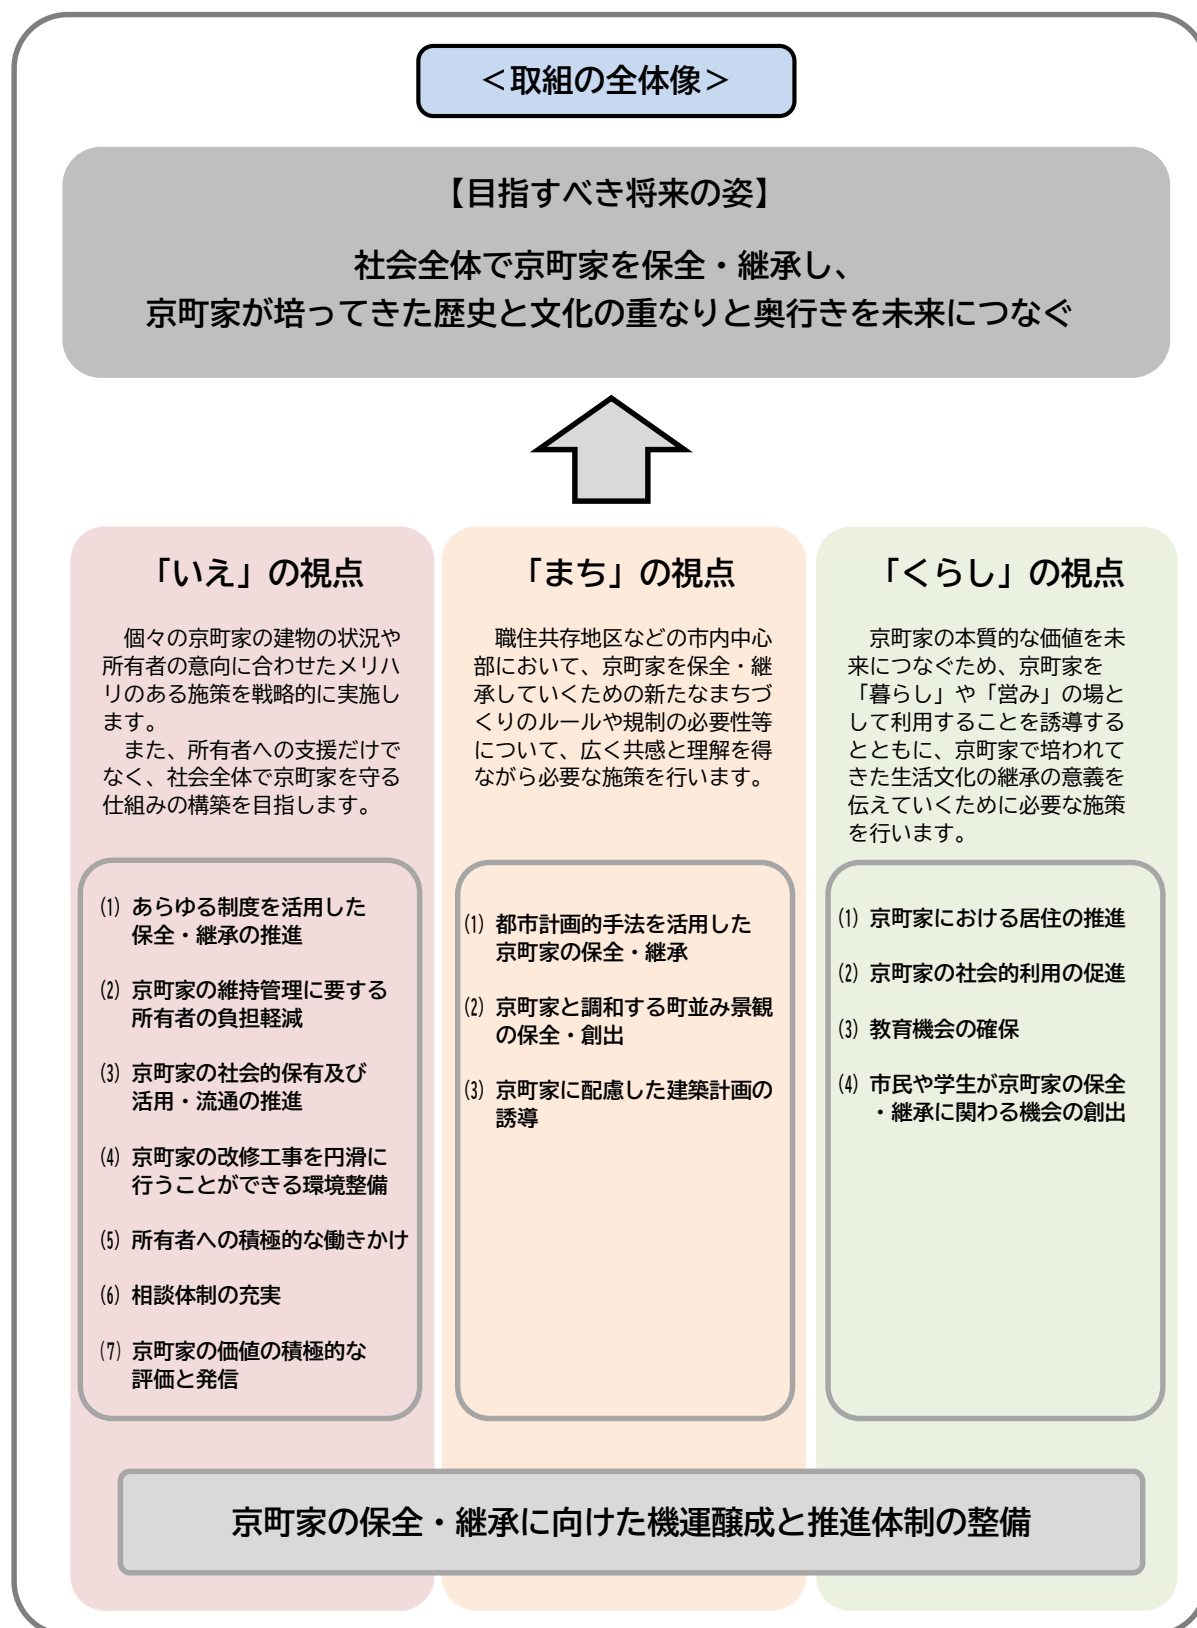 ＜取組の全体像＞
【目指すべき将来の姿】
社会全体で京町家を保全・継承し、
京町家が培ってきた歴史と文化の重なりと奥行きを未来につなぐ
「いえ」の視点
個々の京町家の建物の状況や
所有者の意向に合わせたメリハ
リのある施策を戦略的に実施し
ます。
また、所有者への支援だけで
なく、社会全体で京町家を守る
仕組みの構築を目指します。
⑴ あらゆる制度を活用した
保全・継承の推進
⑵ 京町家の維持管理に要する
所有者の負担軽減
⑶ 京町家の社会的保有及び
活用・流通の推進
⑷ 京町家の改修工事を円滑に
行うことができる環境整備
⑸ 所有者への積極的な働きかけ
⑹ 相談体制の充実
⑺ 京町家の価値の積極的な
評価と発信
「まち」の視点
職住共存地区などの市内中心
部において、京町家を保全・継
承していくための新たなまちづ
くりのルールや規制の必要性等
について、広く共感と理解を得
ながら必要な施策を行います。
⑴ 都市計画的手法を活用した
京町家の保全・継承
⑵ 京町家と調和する町並み景観
の保全・創出
⑶ 京町家に配慮した建築計画の
誘導
「くらし」の視点
京町家の本質的な価値を未
来につなぐため、京町家を
「暮らし」や「営み」の場と
して利用することを誘導する
とともに、京町家で培われて
きた生活文化の継承の意義を
伝えていくために必要な施策
を行います。
⑴ 京町家における居住の推進
⑵ 京町家の社会的利用の促進
⑶ 教育機会の確保
⑷ 市民や学生が京町家の保全
・継承に関わる機会の創出
京町家の保全・継承に向けた機運醸成と推進体制の整備